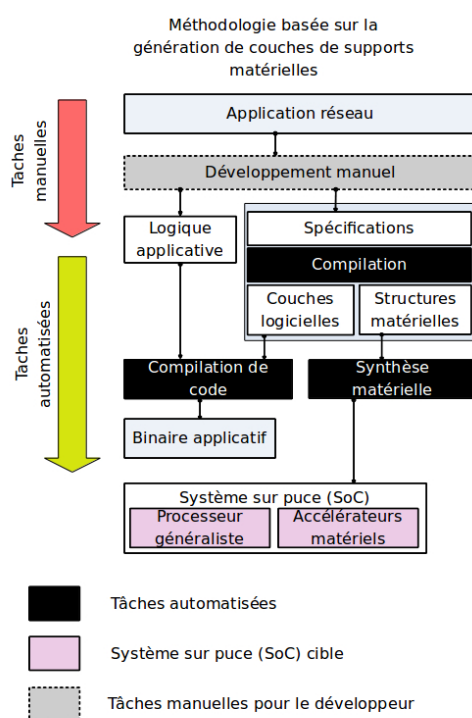 Méthodologie basée sur la
génération de couches de supports
matérielles
Application réseau
Taches
manuelles
Développement manuel
Logique
applicative
Spécifications
Compilation
Couches
logicielles
Structures
matérielles
Taches
automatisées
Compilation de
code
Synthèse
matérielle
Binaire applicatif
Système sur puce (SoC)
Processeur
généraliste
Accélérateurs
matériels
Tâches automatisées
Système sur puce (SoC) cible
Tâches manuelles pour le développeur